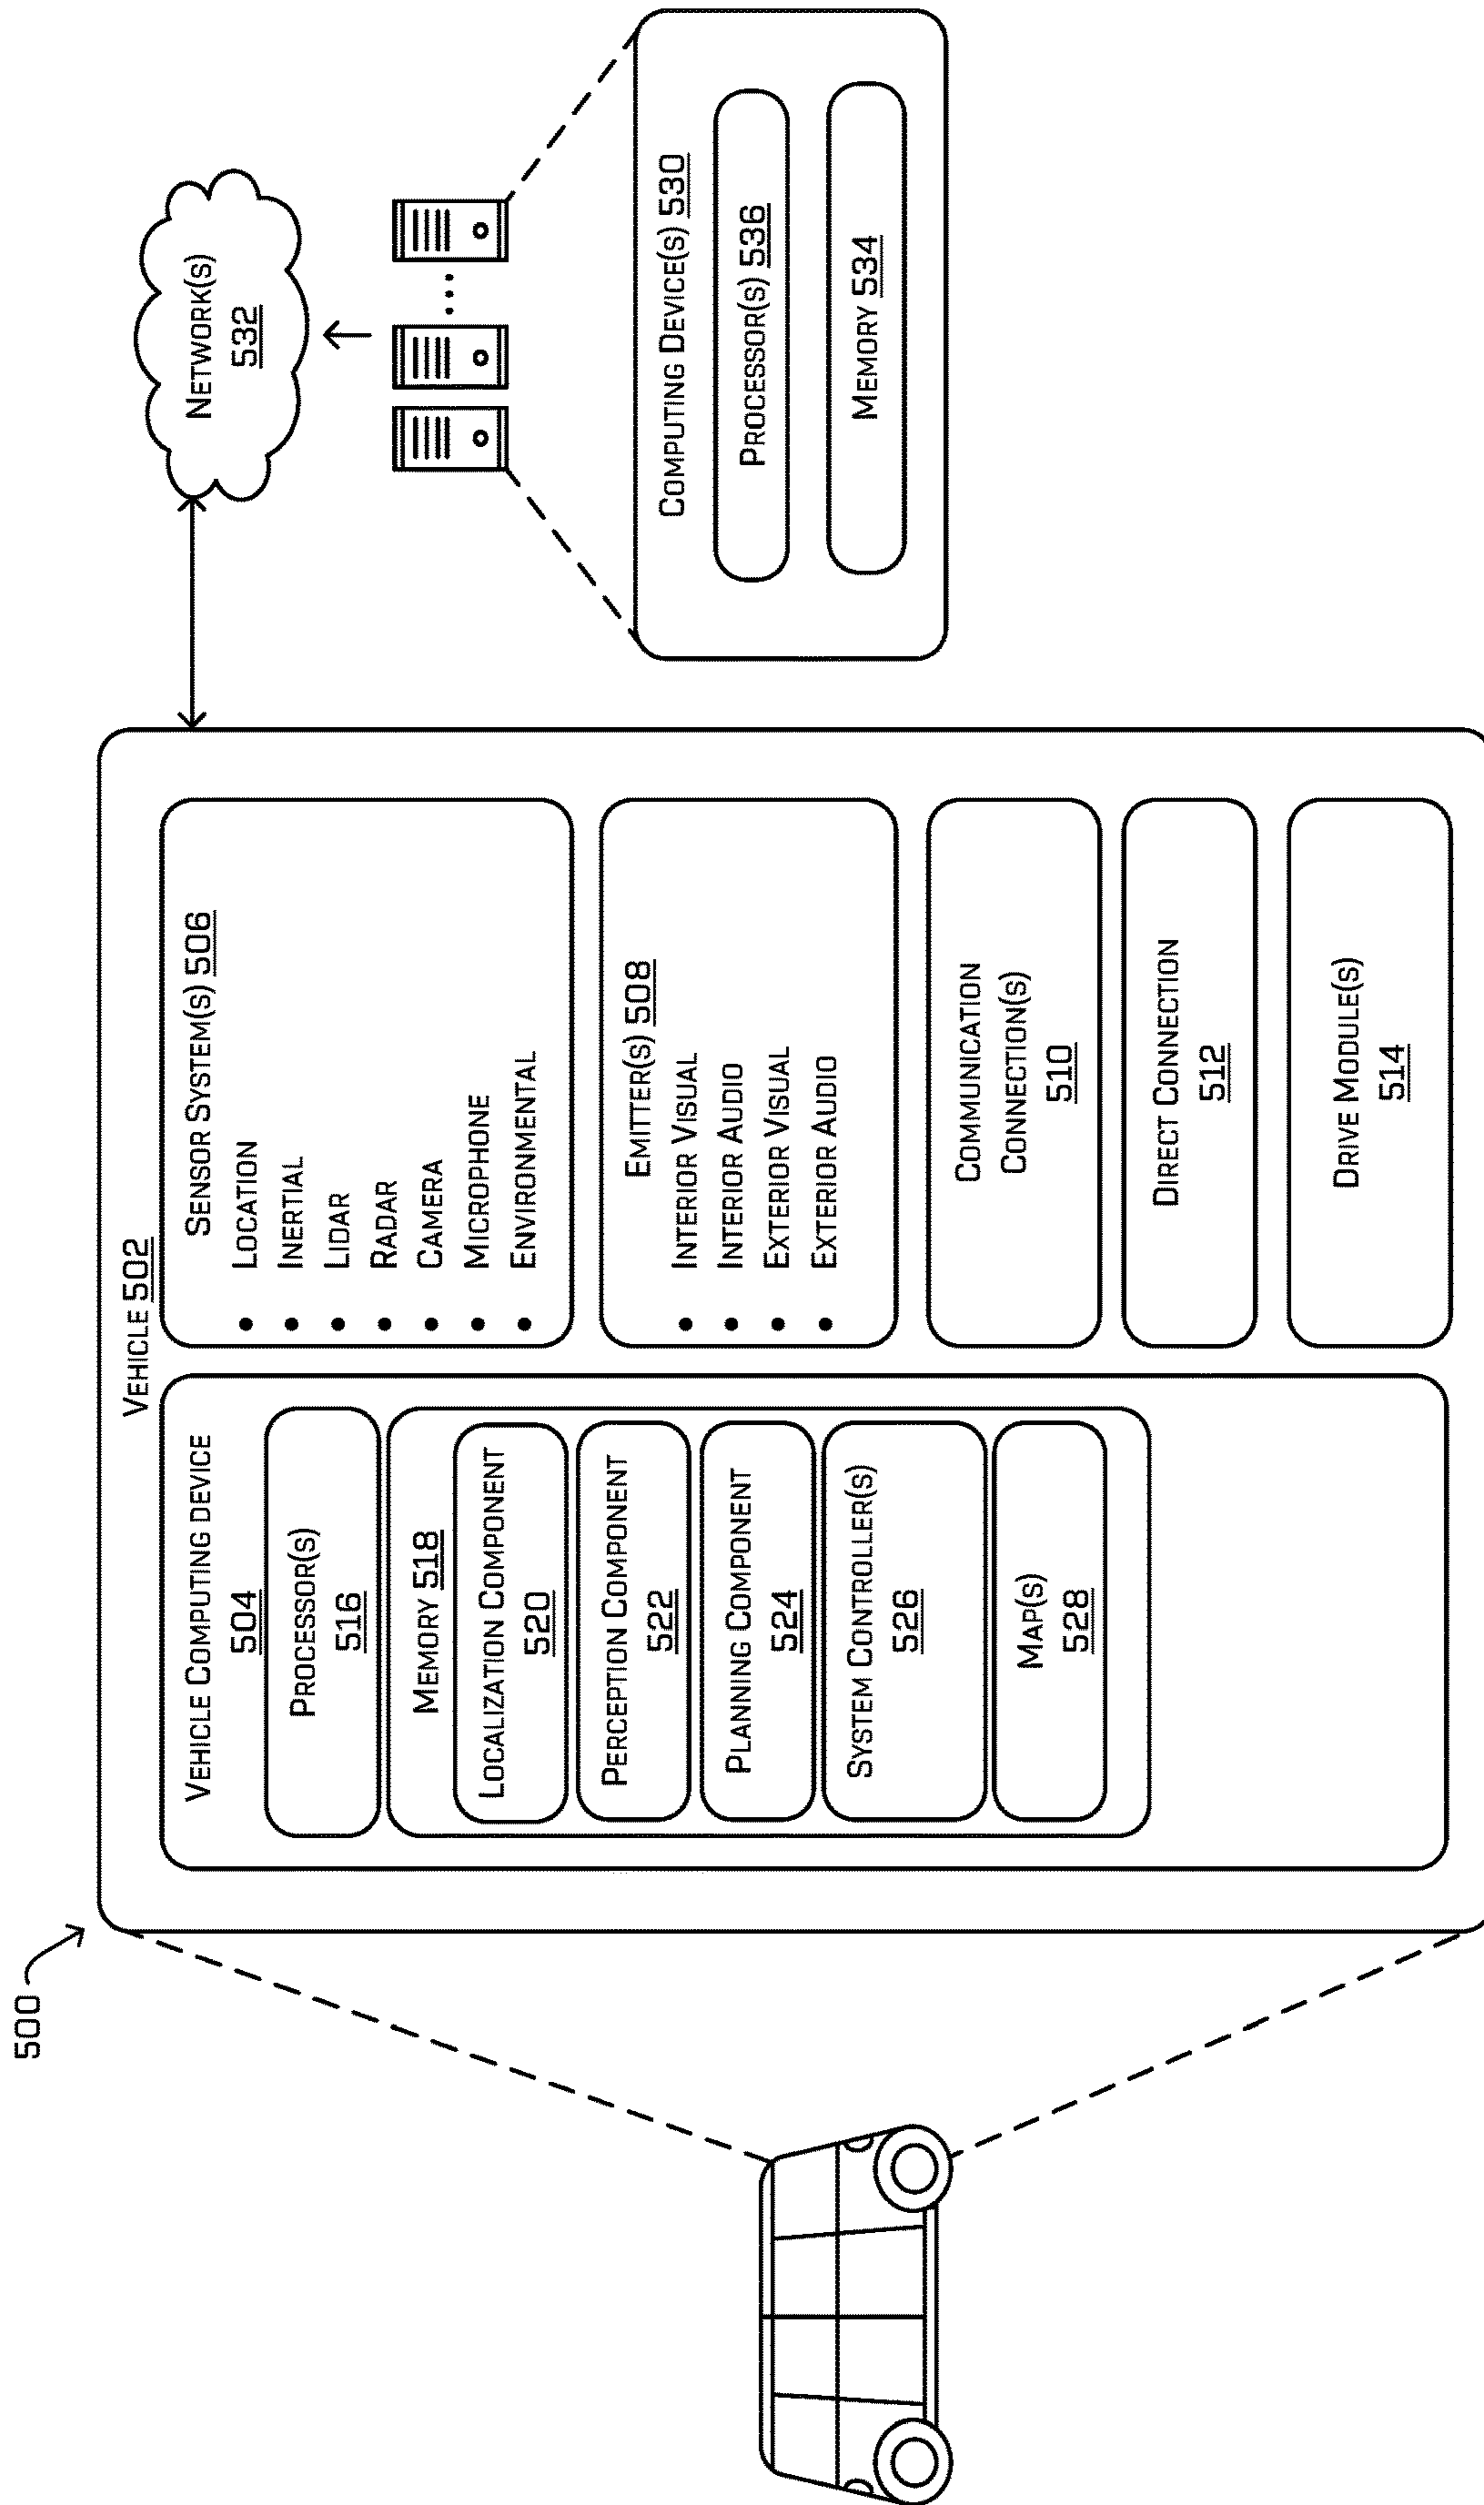 500
VEHICLE 502
VEHICLE COMPUTING DEVICE
504
PROCESSOR(S)
516
MEMORY 518
LOCALIZATION COMPONENT
520
PERCEPTION COMPONENT
522
PLANNING COMPONENT
524
SYSTEM CONTROLLER(S)
526
MAP(S)
528
SENSOR SYSTEM(S) 506
• LOCATION
• INERTIAL
• LIDAR
• RADAR
• CAMERA
• MICROPHONE
• ENVIRONMENTAL
EMITTER(S) 508
• INTERIOR VISUAL
• INTERIOR AUDIO
• EXTERIOR VISUAL
• EXTERIOR AUDIO
COMMUNICATION
CONNECTION(S)
510
DIRECT CONNECTION
512
DRIVE MODULE(S)
514
NETWORK(S)
532
COMPUTING DEVICE(S) 530
PROCESSOR(S) 536
MEMORY 534